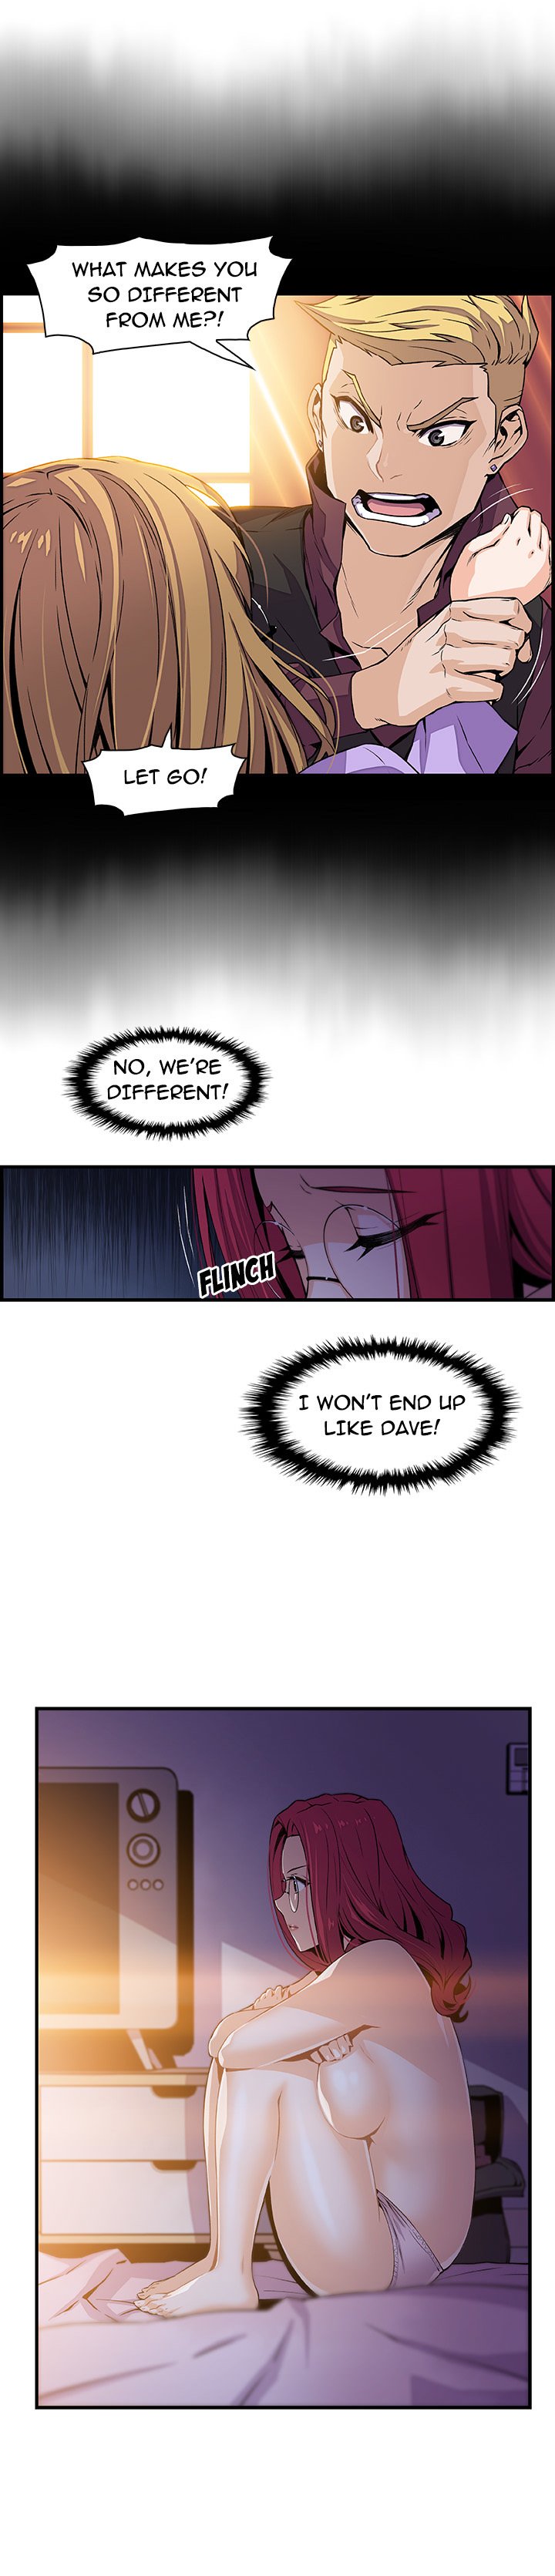 WHAT MAKES YOU
SO DIFFERENT
FROM ME?!
LET GO!
NO, WE'RE
DIFFERENT!
FLINCH
I WON'T END UP
LIKE DAVE!